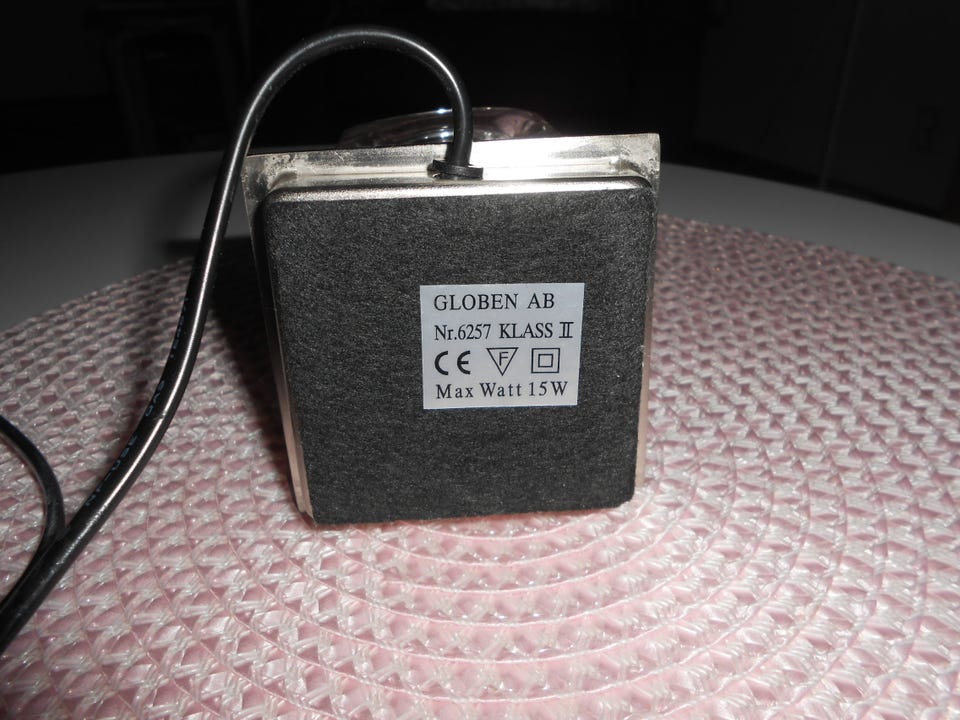 GLOBEN AB
Nr.6257 KLASS II
CE F
Max Watt 15W